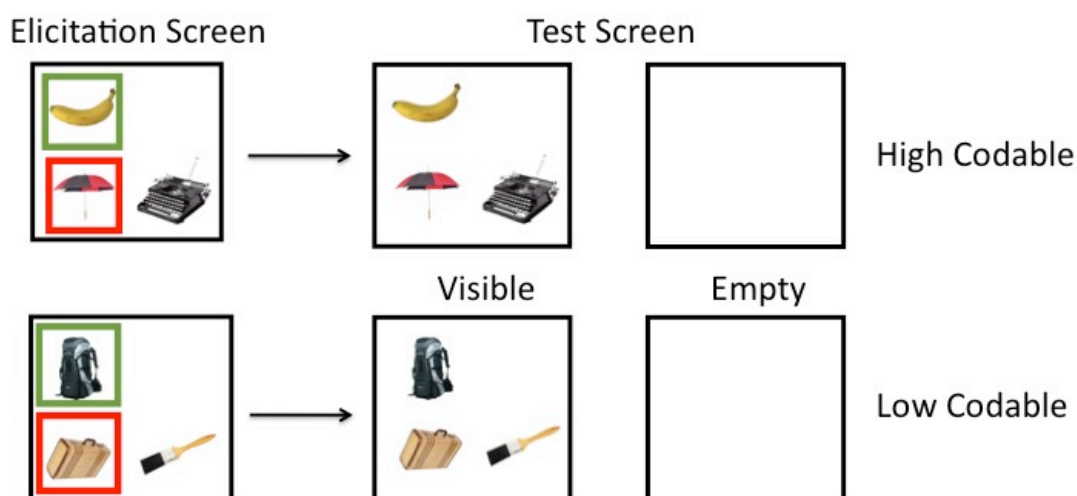 Elicitation Screen
Test Screen
High Codable
Visible
Empty
Low Codable